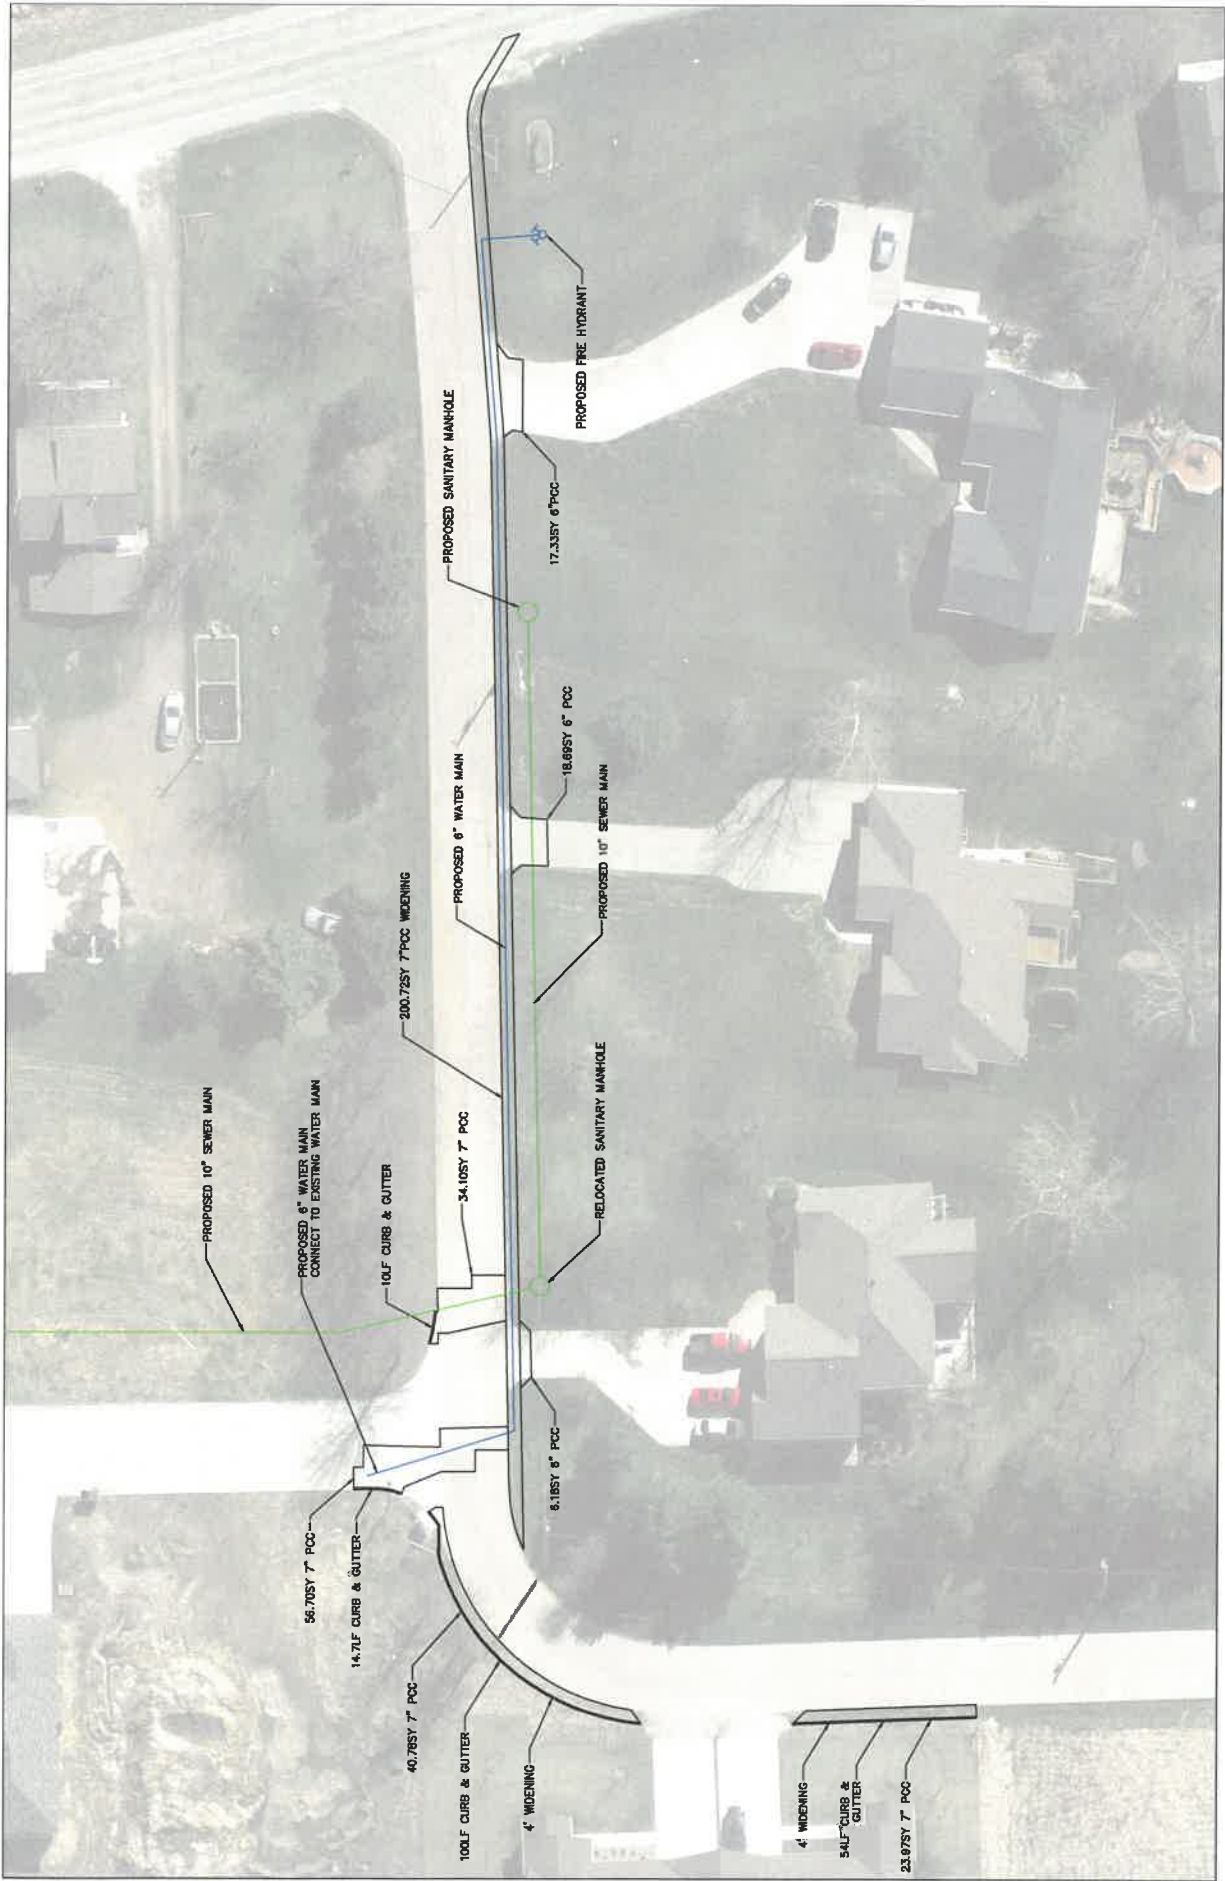 PROPOSED 10" SEWER MAIN
PROPOSED 6" WATER MAIN
CONNECT TO EXISTING WATER MAIN
56.70SY 7" PCC
14.7LF CURB & GUTTER
10LF CURB & GUTTER
34.10SY 7" PCC
200.72SY 7"PCC WIDENING
PROPOSED 6" WATER MAIN
PROPOSED SANITARY MANHOLE
40.78SY 7" PCC
100LF CURB & GUTTER
4' WIDENING
RELOCATED SANITARY MANHOLE
PROPOSED 10" SEWER MAIN
18.69SY 6" PCC
17.33SY 6"PCC
PROPOSED FIRE HYDRANT
4' WIDENING
54LF CURB &
GUTTER
23.97SY 7" PCC